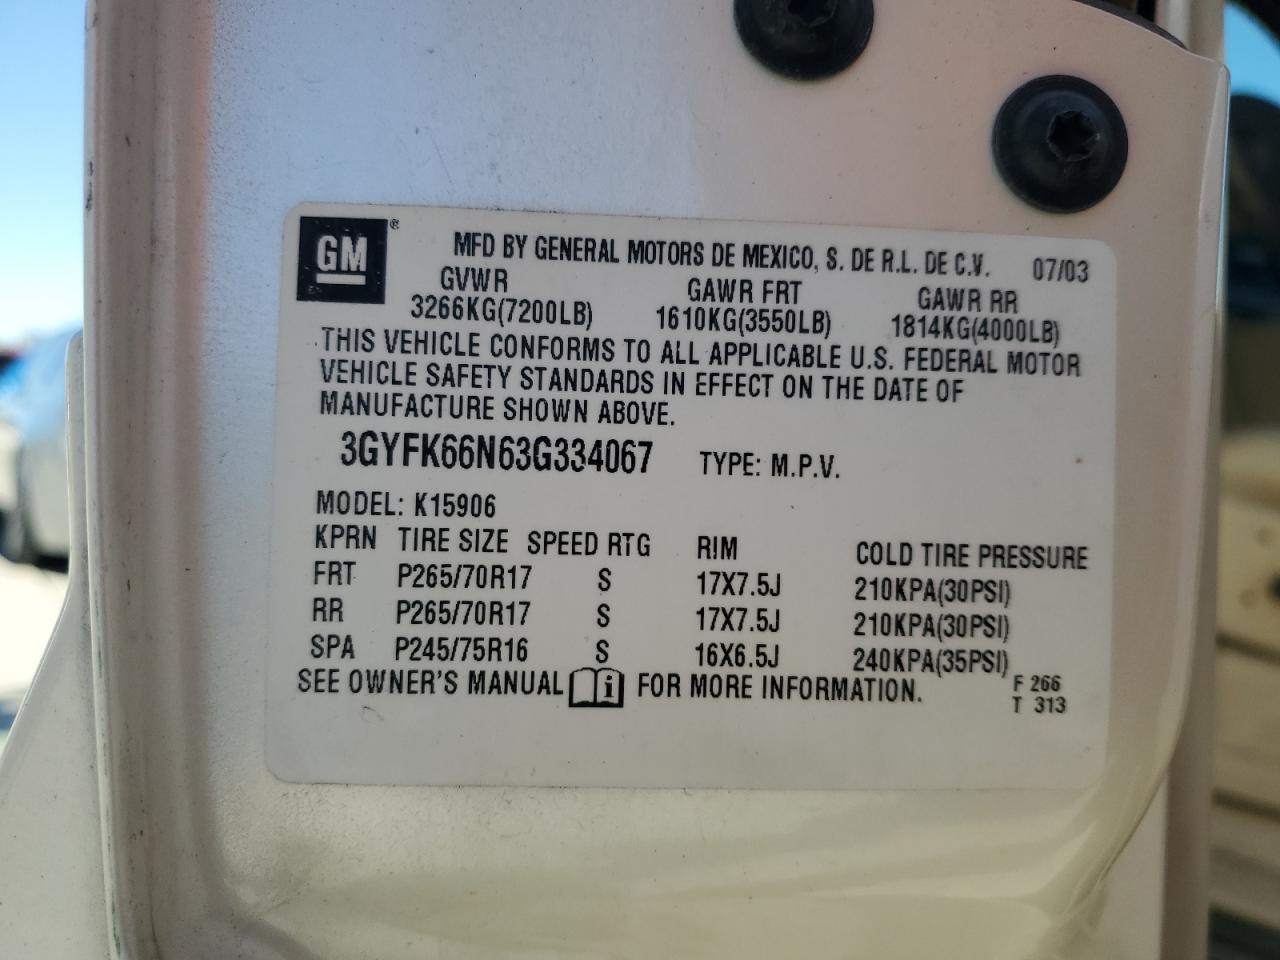 GM ®
MFD BY GENERAL MOTORS DE MEXICO, S. DE R.L. DE C.V. 07/03
GVWR GAWR FRT GAWR RR
3266KG(7200LB) 1610KG(3550LB) 1814KG(4000LB)
THIS VEHICLE CONFORMS TO ALL APPLICABLE U.S. FEDERAL MOTOR
VEHICLE SAFETY STANDARDS IN EFFECT ON THE DATE OF
MANUFACTURE SHOWN ABOVE.
3GYFK66N63G334067 TYPE: M.P.V.
MODEL: K15906
KPRN TIRE SIZE SPEED RTG RIM COLD TIRE PRESSURE
FRT P265/70R17 S 17X7.5J 210KPA(30PSI)
RR P265/70R17 S 17X7.5J 210KPA(30PSI)
SPA P245/75R16 S 16X6.5J 240KPA(35PSI)
SEE OWNER'S MANUAL i FOR MORE INFORMATION.
F 266
T 313